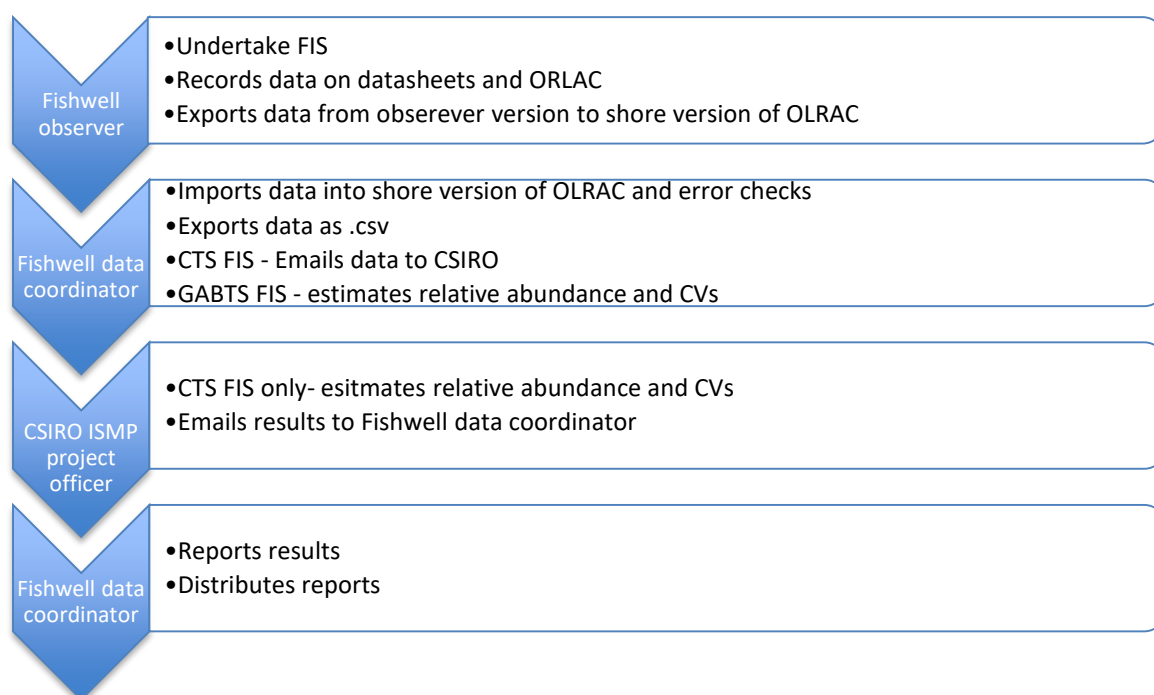 Fishwell
observer
•Undertake FIS
•Records data on datasheets and ORLAC
•Exports data from obserever version to shore version of OLRAC
Fishwell data
coordinator
•Imports data into shore version of OLRAC and error checks
•Exports data as .csv
•CTS FIS - Emails data to CSIRO
•GABTS FIS - estimates relative abundance and CVs
CSIRO ISMP
project
officer
•CTS FIS only- esitmates relative abundance and CVs
•Emails results to Fishwell data coordinator
Fishwell data
coordinator
•Reports results
•Distributes reports